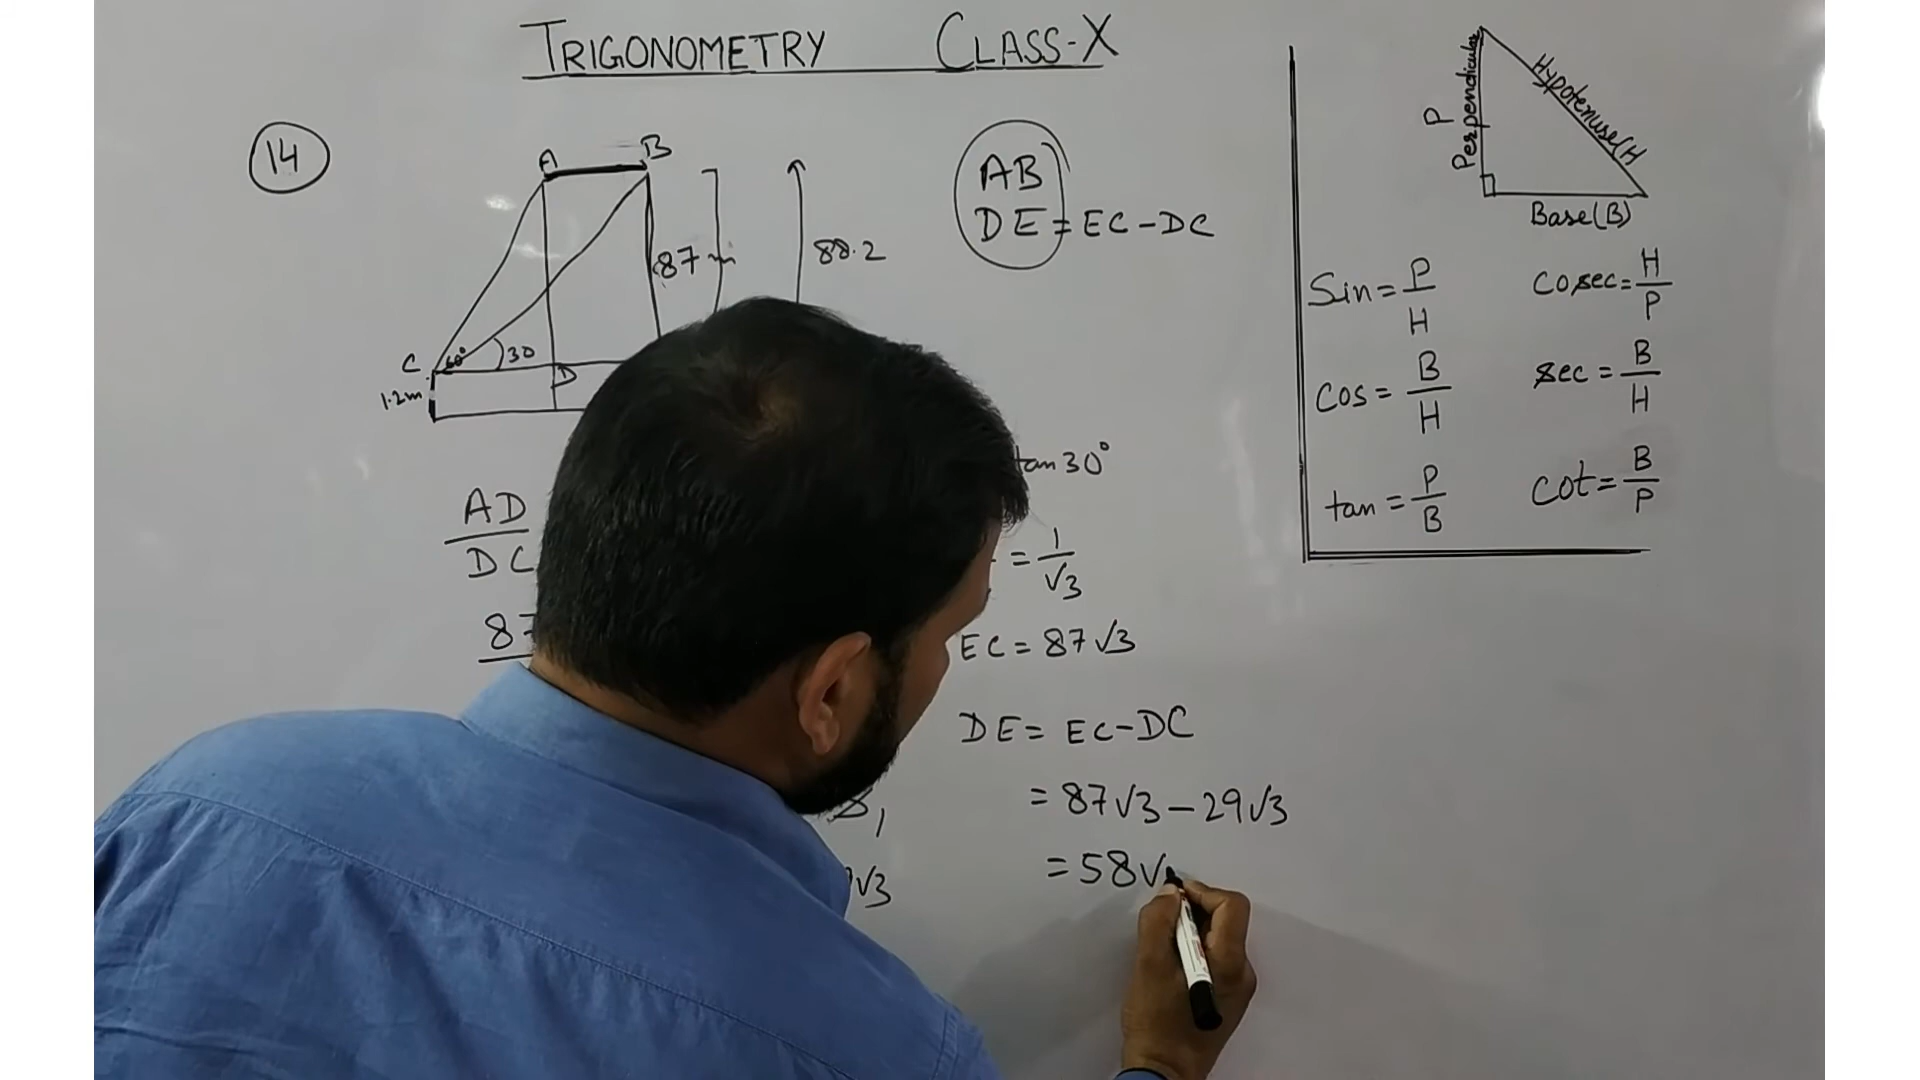 TRIGONOMETRY CLASS-X
14
A B
87 m
88.2
C 60° 30
D
1.2m
AB
DE = EC-DC
AD
DC
87
tan 30°
= 1/√3
EC = 87√3
DE = EC-DC
= 87√3 - 29√3
= 58√
√3
P
Perpendicular
Hypotenuse(H
Base(B)
Sin = P/H
cosec = H/P
cos = B/H
sec = B/H
tan = P/B
cot = B/P